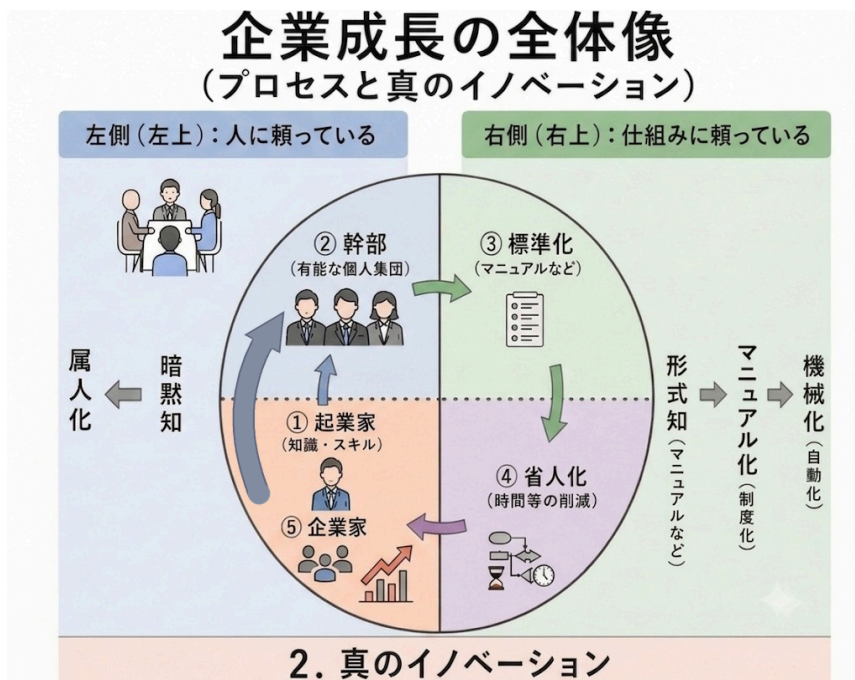 企業成長の全体像
(プロセスと真のイノベーション)
左側(左上):人に頼っている
右側(右上):仕組みに頼っている
② 幹部
(有能な個人集団)
③ 標準化
(マニュアルなど)
属人化
暗黙知
① 起業家
(知識・スキル)
⑤ 企業家
④ 省人化
(時間等の削減)
形式知(マニュアルなど)
マニュアル化(制度化)
機械化(自動化)
2. 真のイノベーション